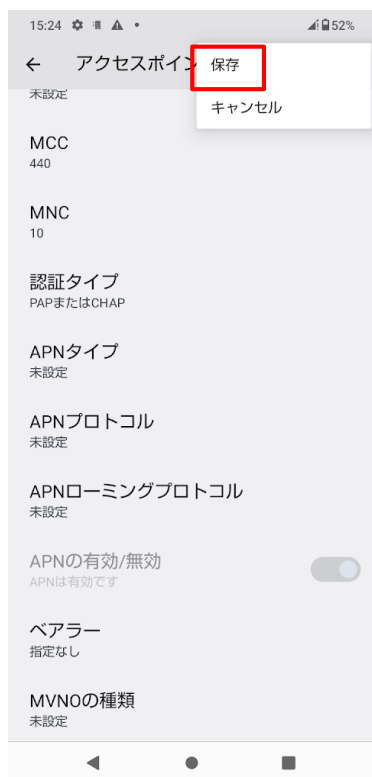 15:24
52%
アクセスポイン
保存
キャンセル
未設定
MCC
440
MNC
10
認証タイプ
PAPまたはCHAP
APNタイプ
未設定
APNプロトコル
未設定
APNローミングプロトコル
未設定
APNの有効/無効
APNは有効です
ベアラー
指定なし
MVNOの種類
未設定